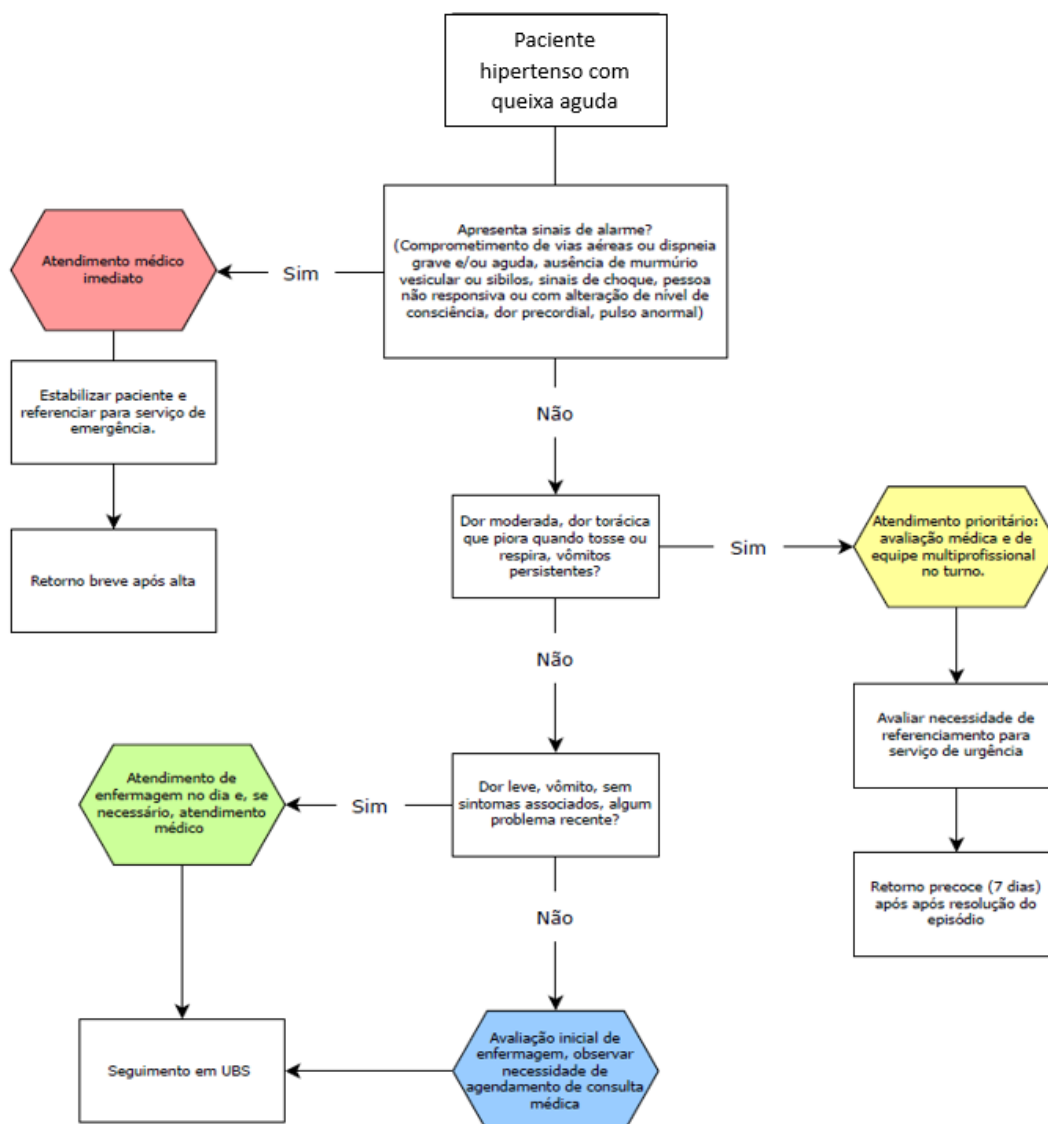 Paciente
hipertenso com
queixa aguda
Apresenta sinais de alarme?
(Comprometimento de vias aéreas ou dispneia
grave e/ou aguda, ausência de murmúrio
vesicular ou sibilos, sinais de choque, pessoa
não responsiva ou com alteração de nível de
consciência, dor precordial, pulso anormal)
Sim
Atendimento médico
imediato
Estabilizar paciente e
referenciar para serviço de
emergência.
Retorno breve após alta
Não
Dor moderada, dor torácica
que piora quando tosse ou
respira, vômitos
persistentes?
Sim
Atendimento prioritário:
avaliação médica e de
equipe multiprofissional
no turno.
Avaliar necessidade de
referenciamento para
serviço de urgência
Retorno precoce (7 dias)
após após resolução do
episódio
Não
Dor leve, vômito, sem
sintomas associados, algum
problema recente?
Sim
Atendimento de
enfermagem no dia e, se
necessário, atendimento
médico
Não
Avaliação inicial de
enfermagem, observar
necessidade de
agendamento de consulta
médica
Seguimento em UBS